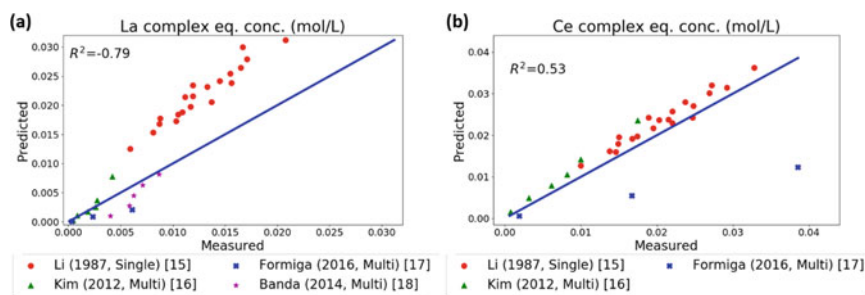 (a)
La complex eq. conc. (mol/L)
R²=-0.79
Predicted
0.030
0.025
0.020
0.015
0.010
0.005
0.000
0.000 0.005 0.010 0.015 0.020 0.025 0.030
Measured
Li (1987, Single) [15] Formiga (2016, Multi) [17]
Kim (2012, Multi) [16] Banda (2014, Multi) [18]
(b)
Ce complex eq. conc. (mol/L)
R²=0.53
Predicted
0.04
0.03
0.02
0.01
0.00
0.00 0.01 0.02 0.03 0.04
Measured
Li (1987, Single) [15] Formiga (2016, Multi) [17]
Kim (2012, Multi) [16]